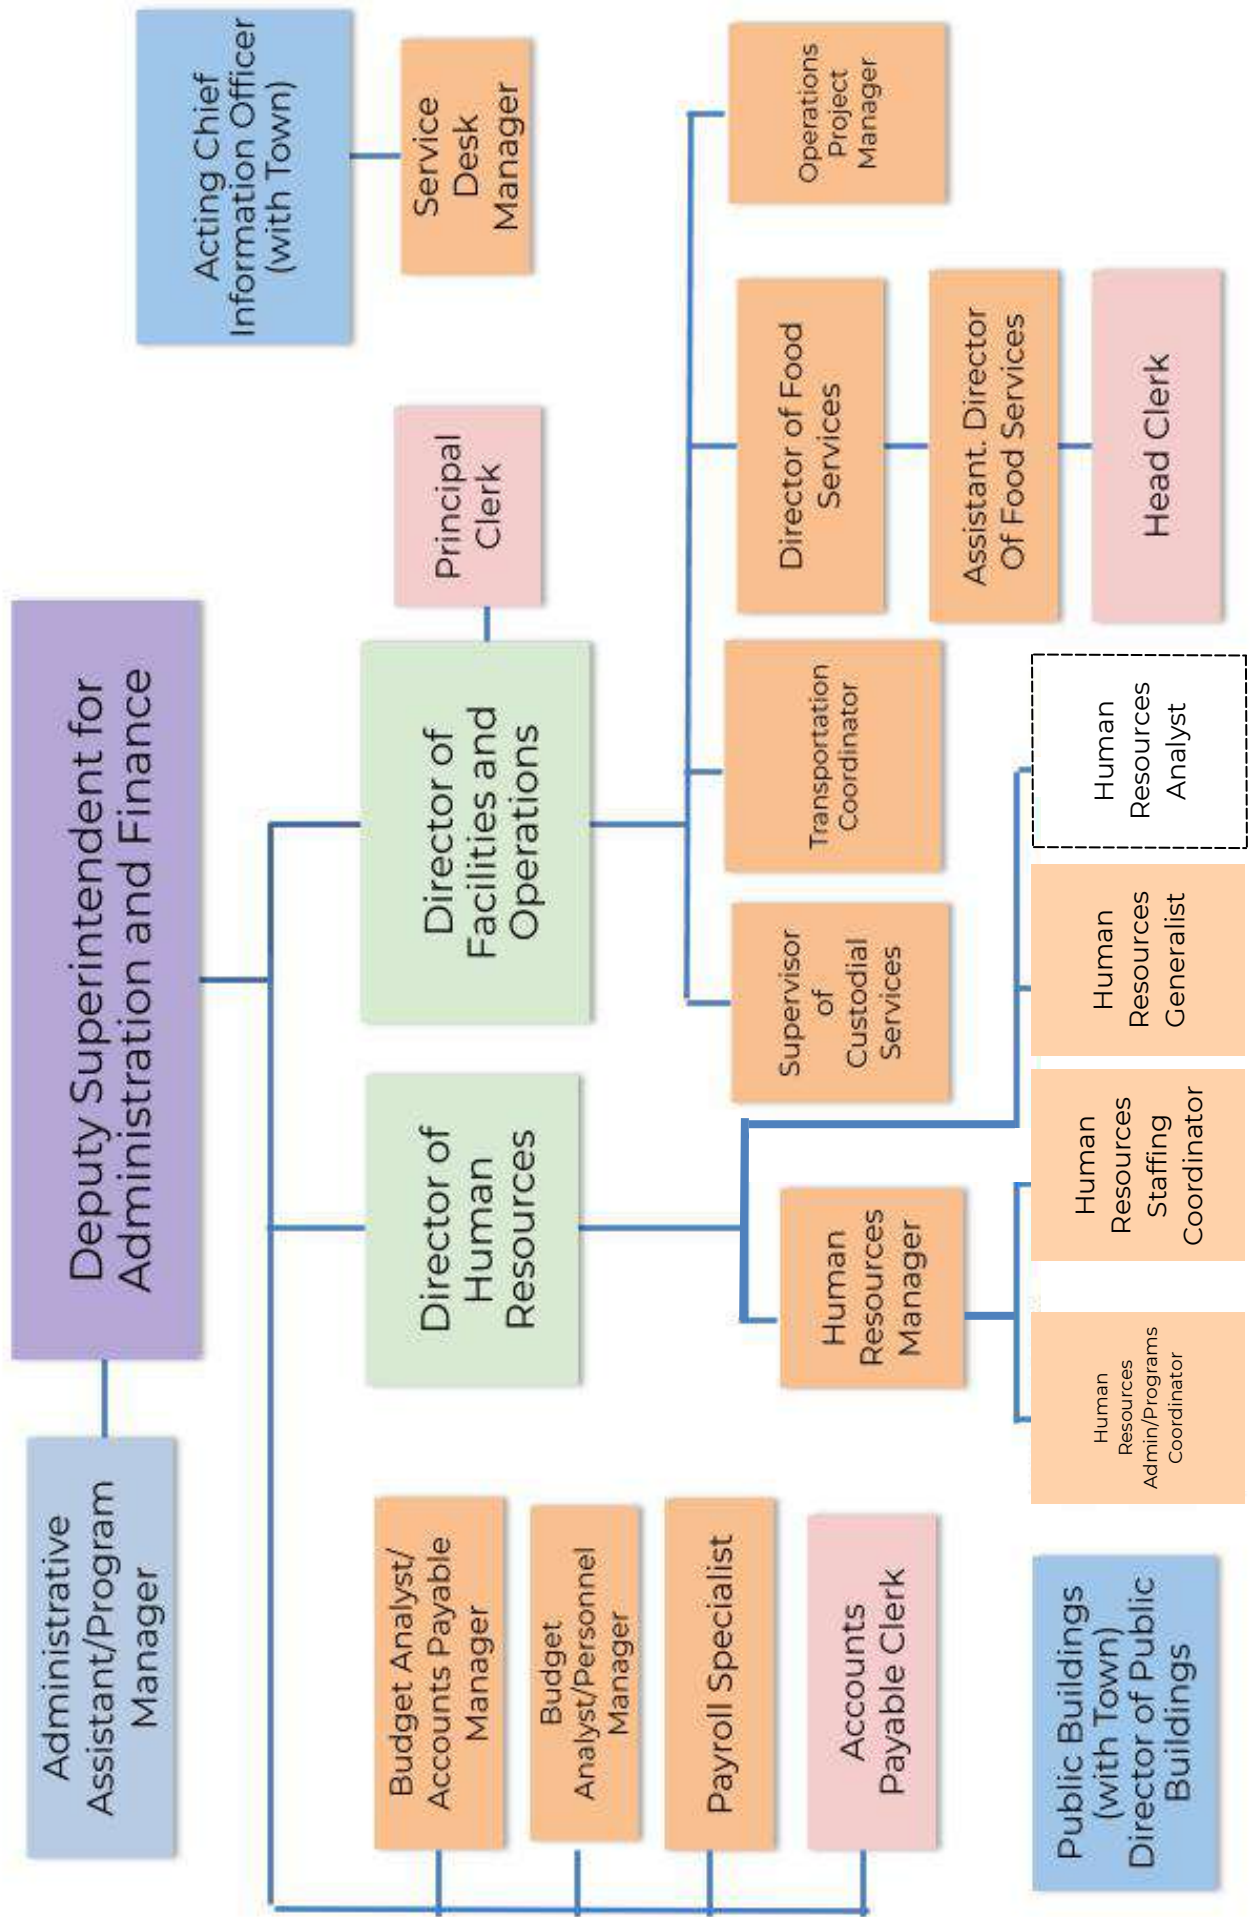 Deputy Superintendent for
Administration and Finance
Administrative
Assistant/Program
Manager
Acting Chief
Information Officer
(with Town)
Service
Desk
Manager
Budget Analyst/
Accounts Payable
Manager
Budget
Analyst/Personnel
Manager
Payroll Specialist
Accounts
Payable Clerk
Director of
Human
Resources
Director of
Facilities and
Operations
Principal
Clerk
Human
Resources
Manager
Supervisor
of
Custodial
Services
Transportation
Coordinator
Director of Food
Services
Operations
Project
Manager
Assistant. Director
Of Food Services
Head Clerk
Public Buildings
(with Town)
Director of Public
Buildings
Human
Resources
Admin/Programs
Coordinator
Human
Resources
Staffing
Coordinator
Human
Resources
Generalist
Human
Resources
Analyst